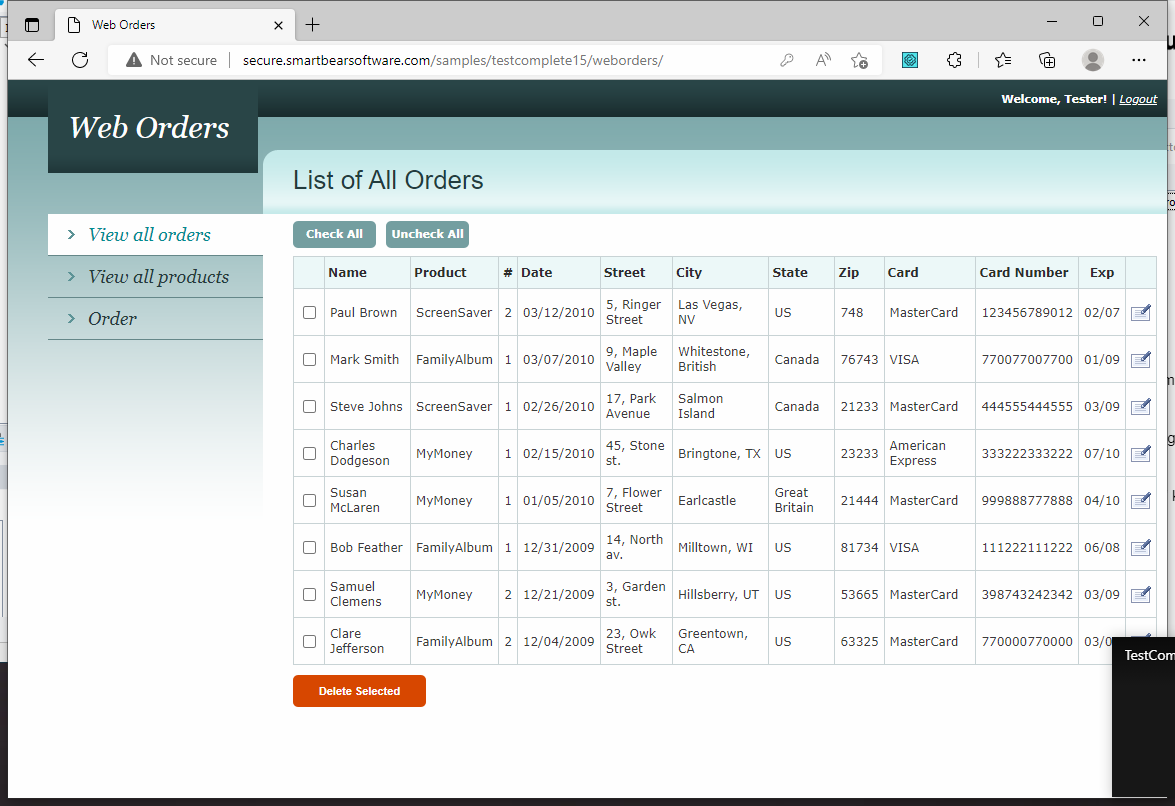 Web Orders
Not secure
secure.smartbearsoftware.com/samples/testcomplete15/weborders/
Welcome, Tester! | Logout
Web Orders
List of All Orders
> View all orders
> View all products
> Order
Check All Uncheck All
Name Product # Date Street City State Zip Card Card Number Exp
Paul Brown ScreenSaver 2 03/12/2010 5, Ringer Street Las Vegas, NV US 748 MasterCard 123456789012 02/07
Mark Smith FamilyAlbum 1 03/07/2010 9, Maple Valley Whitestone, British Canada 76743 VISA 770077007700 01/09
Steve Johns ScreenSaver 1 02/26/2010 17, Park Avenue Salmon Island Canada 21233 MasterCard 444555444555 03/09
Charles Dodgeson MyMoney 1 02/15/2010 45, Stone st. Bringtone, TX US 23233 American Express 333222333222 07/10
Susan McLaren MyMoney 1 01/05/2010 7, Flower Street Earlcastle Great Britain 21444 MasterCard 999888777888 04/10
Bob Feather FamilyAlbum 1 12/31/2009 14, North av. Milltown, WI US 81734 VISA 111222111222 06/08
Samuel Clemens MyMoney 2 12/21/2009 3, Garden st. Hillsberry, UT US 53665 MasterCard 398743242342 03/09
Clare Jefferson FamilyAlbum 2 12/04/2009 23, Owk Street Greentown, CA US 63325 MasterCard 770000770000 03/0
TestCom
Delete Selected